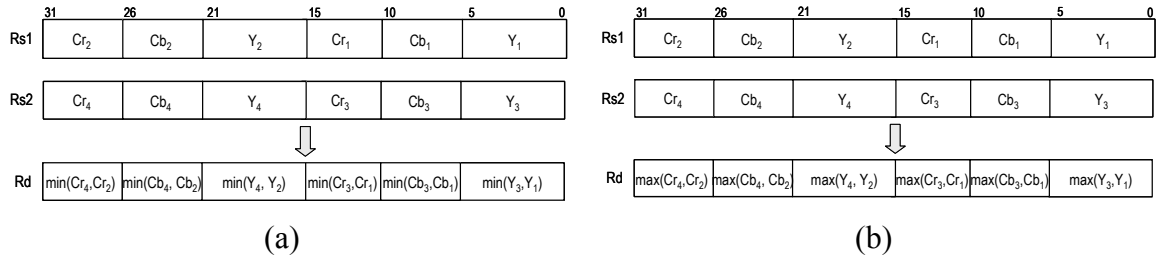 31 26 21 15 10 5 0
Rs1 Cr₂ Cb₂ Y₂ Cr₁ Cb₁ Y₁
Rs2 Cr₄ Cb₄ Y₄ Cr₃ Cb₃ Y₃
Rd min(Cr₄,Cr₂) min(Cb₄, Cb₂) min(Y₄, Y₂) min(Cr₃,Cr₁) min(Cb₃,Cb₁) min(Y₃,Y₁)
(a)
31 26 21 15 10 5 0
Rs1 Cr₂ Cb₂ Y₂ Cr₁ Cb₁ Y₁
Rs2 Cr₄ Cb₄ Y₄ Cr₃ Cb₃ Y₃
Rd max(Cr₄,Cr₂) max(Cb₄, Cb₂) max(Y₄, Y₂) max(Cr₃,Cr₁) max(Cb₃,Cb₁) max(Y₃,Y₁)
(b)